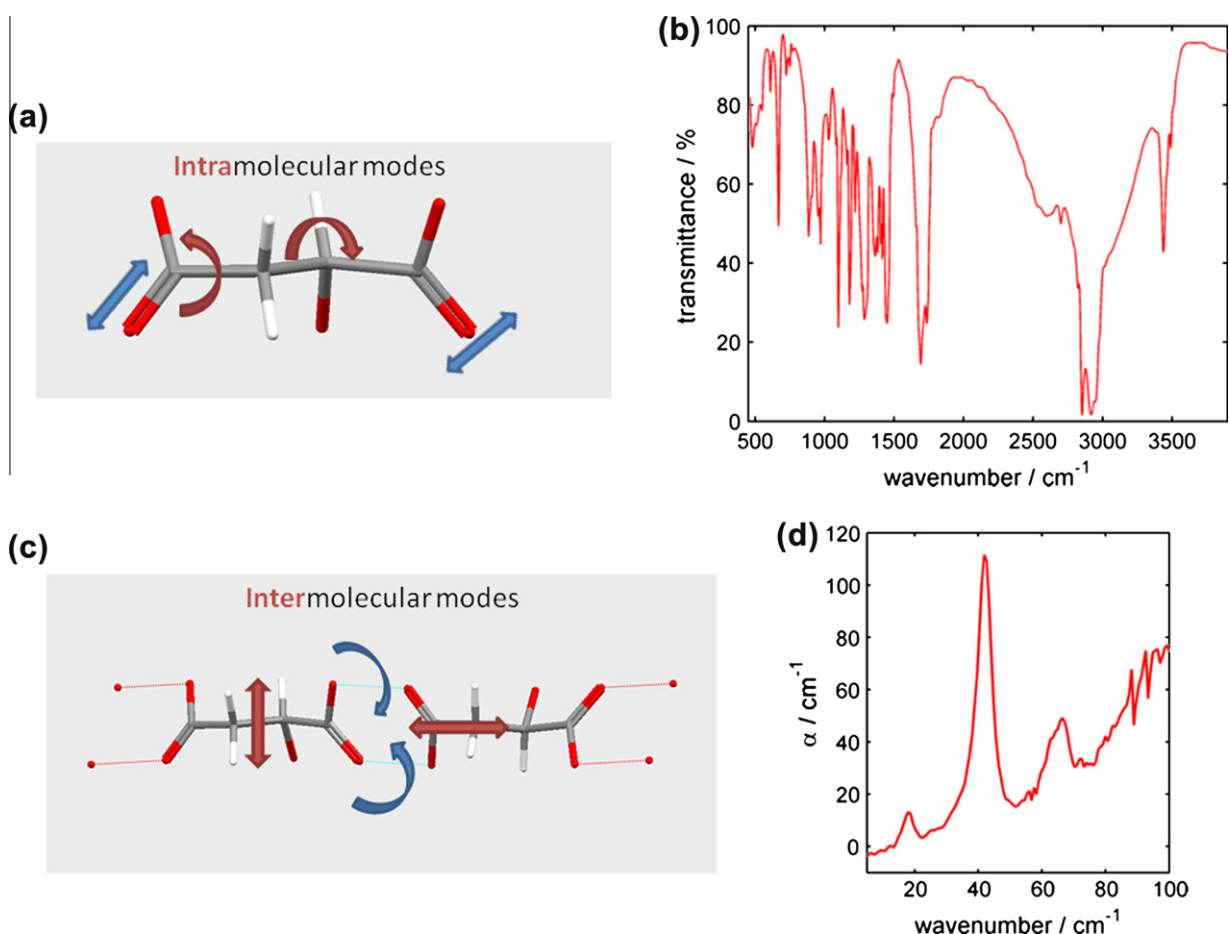 (a)
Intramolecular modes
(b)
100
80
60
40
20
0
transmittance / %
500 1000 1500 2000 2500 3000 3500
wavenumber / cm⁻¹
(c)
Intermolecular modes
(d)
120
100
80
60
40
20
0
α / cm⁻¹
20 40 60 80 100
wavenumber / cm⁻¹